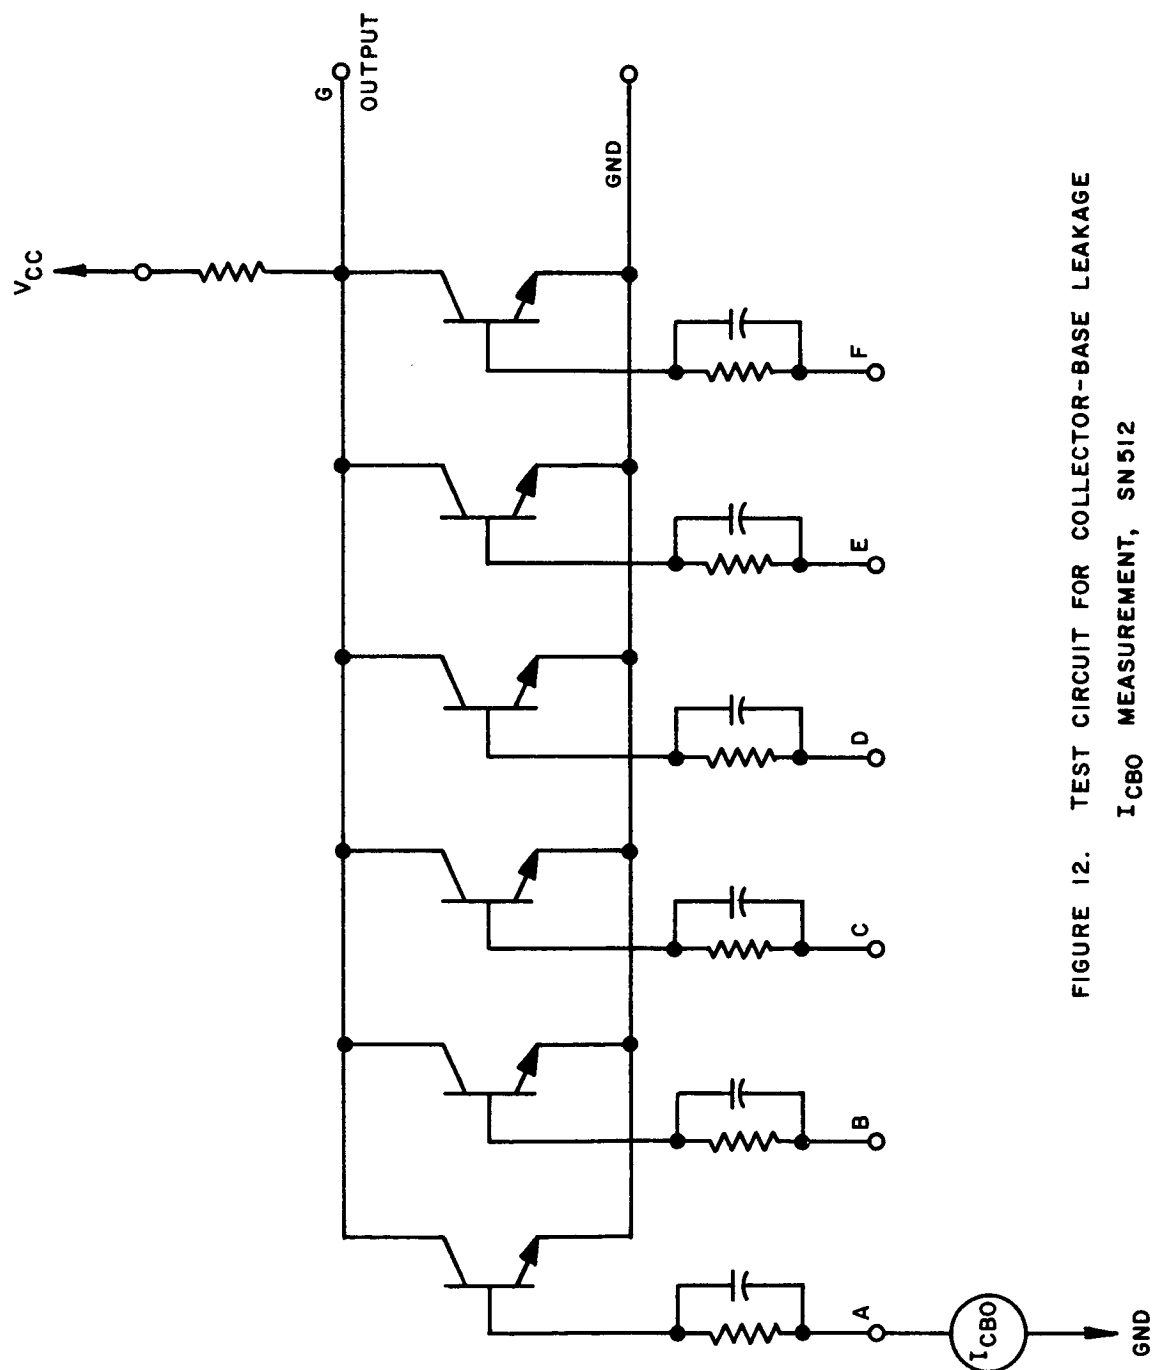 VCC
G
OUTPUT
GND
F
E
D
C
B
A
ICBO
GND
FIGURE 12. TEST CIRCUIT FOR COLLECTOR-BASE LEAKAGE
ICBO MEASUREMENT, SN512